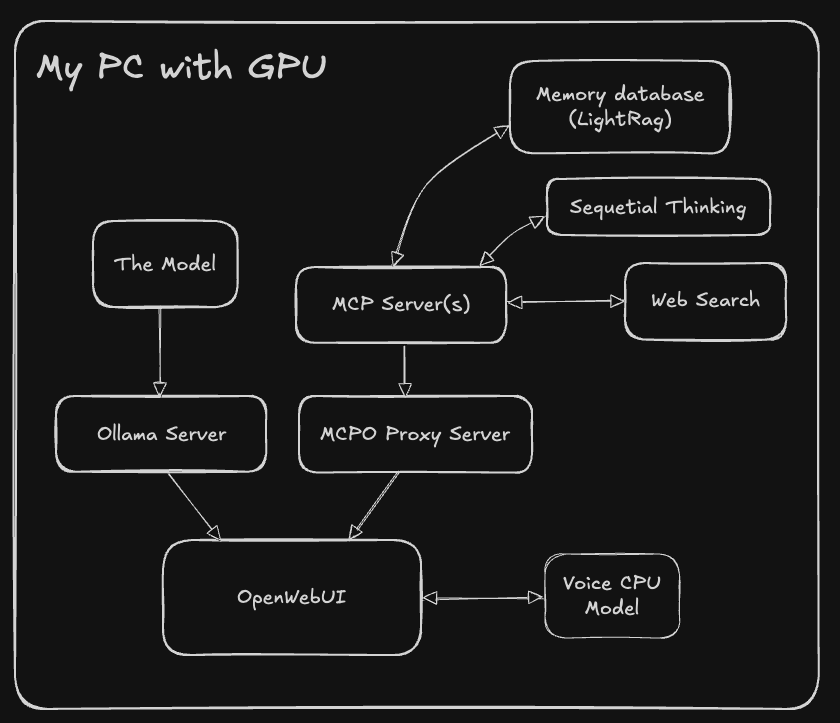 My PC with GPU
Memory database
(LightRag)
Sequetial Thinking
The Model
MCP Server(s)
Web Search
Ollama Server
MCPO Proxy Server
OpenWebUI
Voice CPU
Model